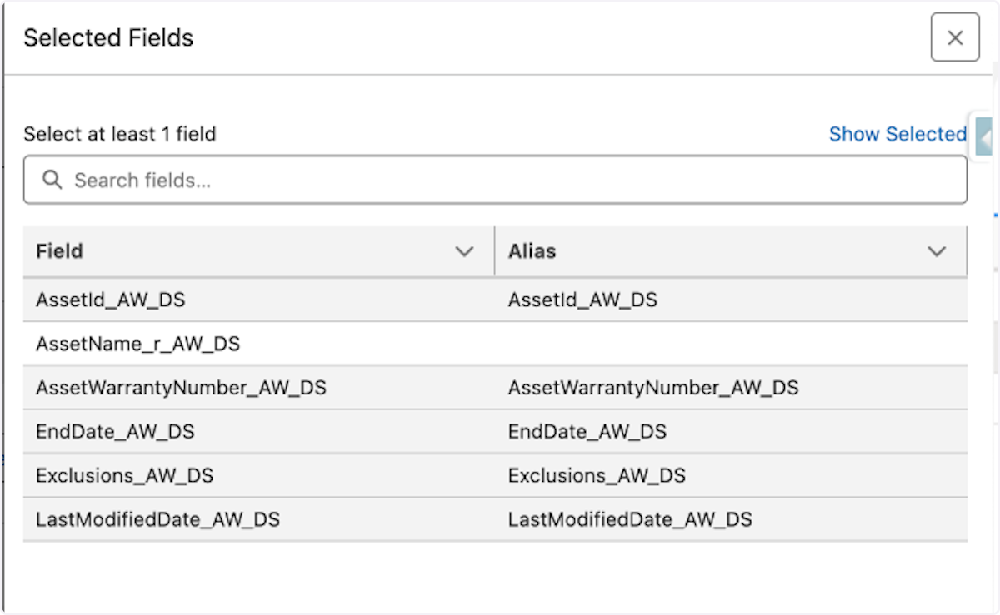 Selected Fields
Select at least 1 field Show Selected
Search fields...
Field Alias
AssetId_AW_DS AssetId_AW_DS
AssetName_r_AW_DS
AssetWarrantyNumber_AW_DS AssetWarrantyNumber_AW_DS
EndDate_AW_DS EndDate_AW_DS
Exclusions_AW_DS Exclusions_AW_DS
LastModifiedDate_AW_DS LastModifiedDate_AW_DS